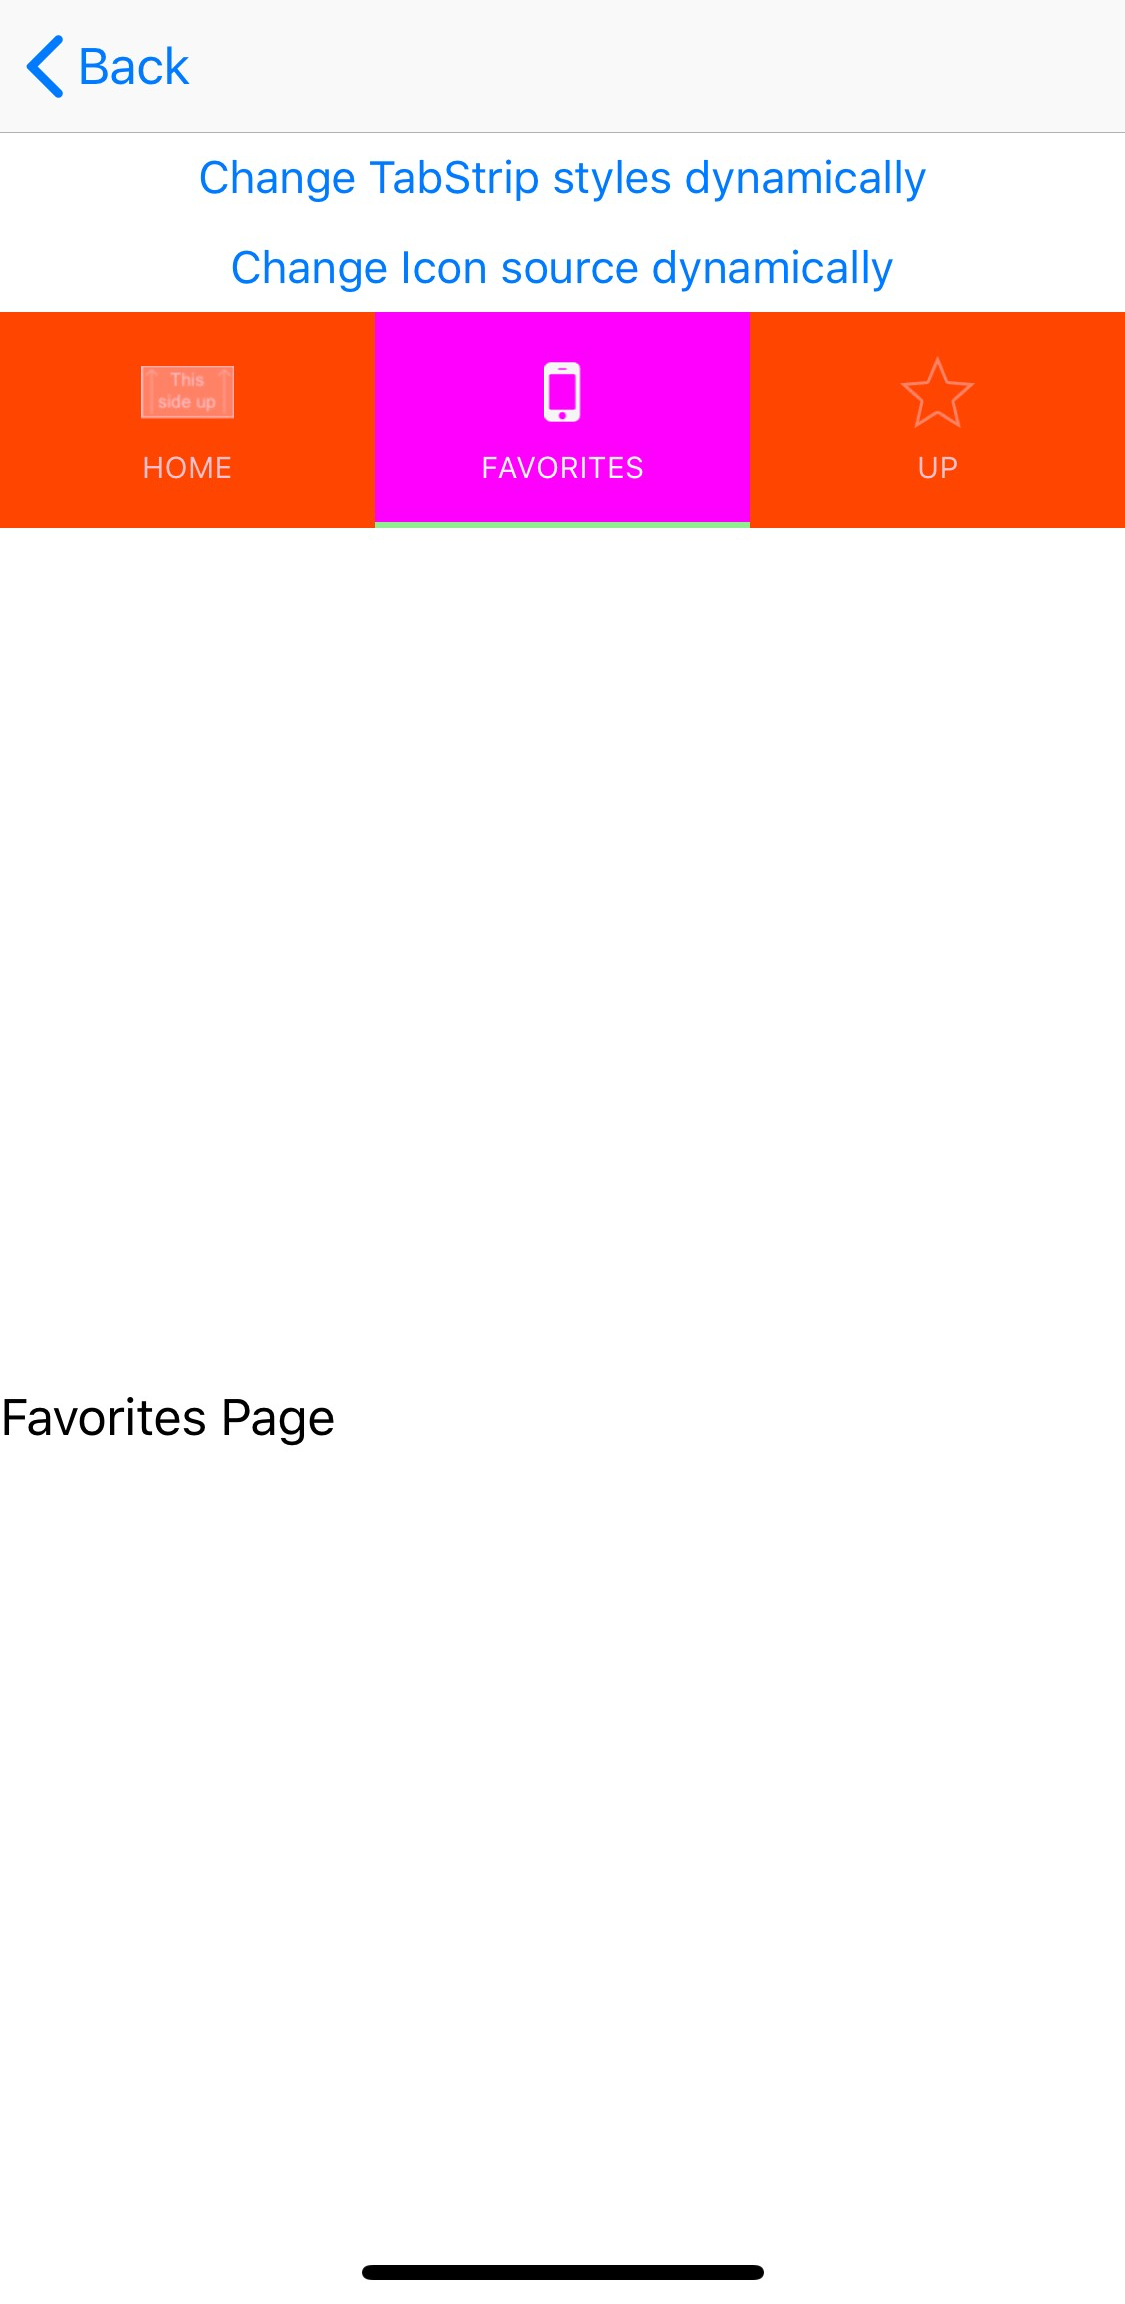 Back
Change TabStrip styles dynamically
Change Icon source dynamically
This
side up
HOME
FAVORITES
UP
Favorites Page